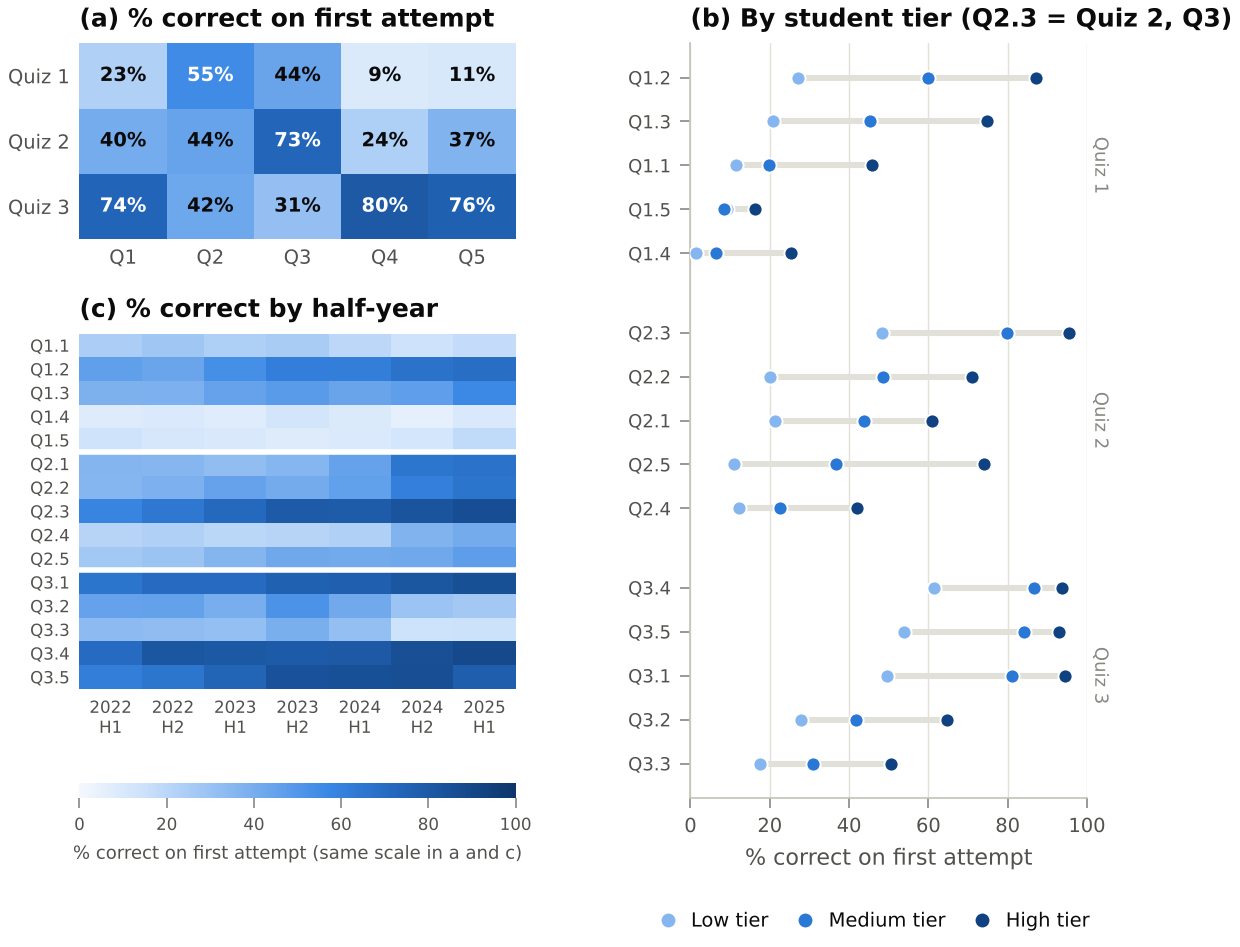 (a) % correct on first attempt
Quiz 1 23% 55% 44% 9% 11%
Quiz 2 40% 44% 73% 24% 37%
Quiz 3 74% 42% 31% 80% 76%
Q1 Q2 Q3 Q4 Q5
(c) % correct by half-year
Q1.1
Q1.2
Q1.3
Q1.4
Q1.5
Q2.1
Q2.2
Q2.3
Q2.4
Q2.5
Q3.1
Q3.2
Q3.3
Q3.4
Q3.5
2022 2022 2023 2023 2024 2024 2025
H1 H2 H1 H2 H1 H2 H1
0 20 40 60 80 100
% correct on first attempt (same scale in a and c)
(b) By student tier (Q2.3 = Quiz 2, Q3)
Q1.2
Q1.3
Q1.1
Q1.5
Q1.4
Quiz 1
Q2.3
Q2.2
Q2.1
Q2.5
Q2.4
Quiz 2
Q3.4
Q3.5
Q3.1
Q3.2
Q3.3
Quiz 3
0 20 40 60 80 100
% correct on first attempt
Low tier Medium tier High tier